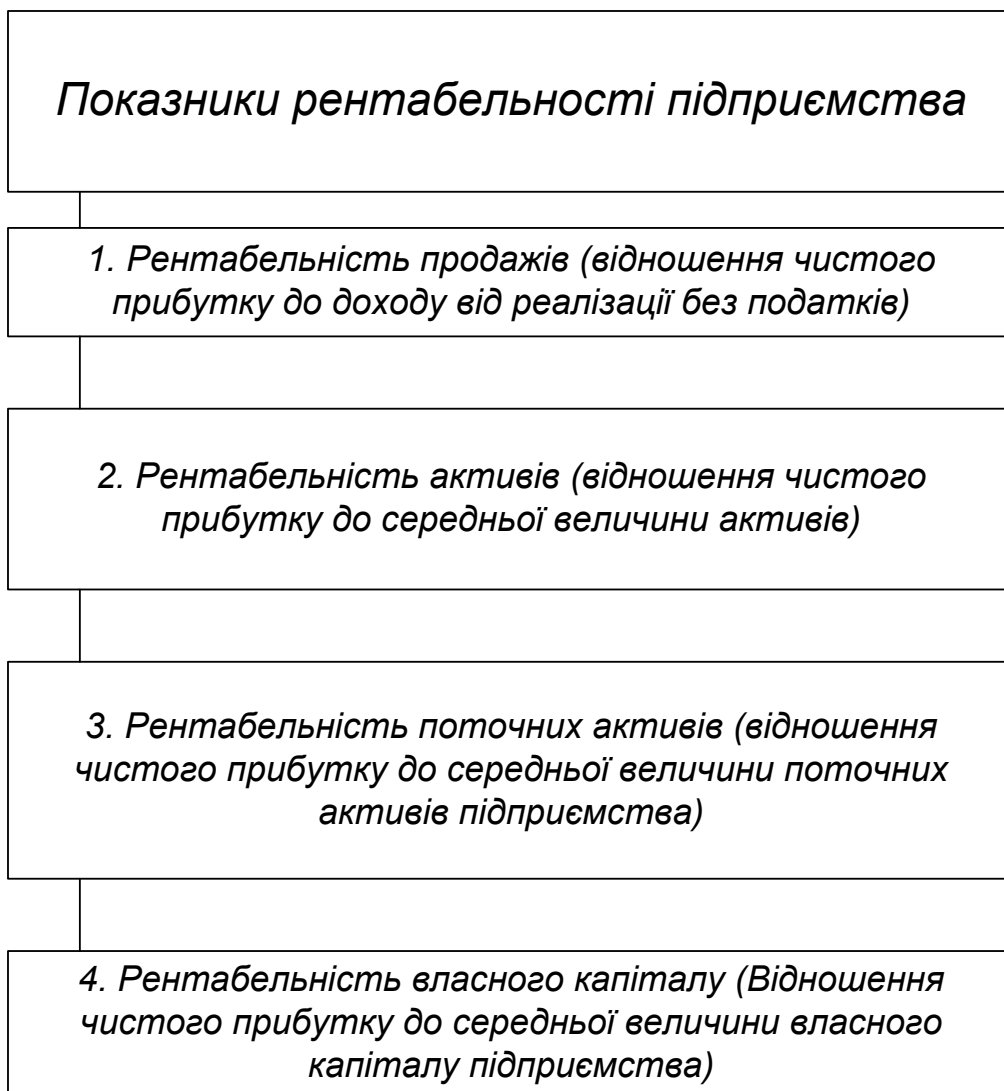 Показники рентабельності підприємства
1. Рентабельність продажів (відношення чистого
прибутку до доходу від реалізації без податків)
2. Рентабельність активів (відношення чистого
прибутку до середньої величини активів)
3. Рентабельність поточних активів (відношення
чистого прибутку до середньої величини поточних
активів підприємства)
4. Рентабельність власного капіталу (Відношення
чистого прибутку до середньої величини власного
капіталу підприємства)